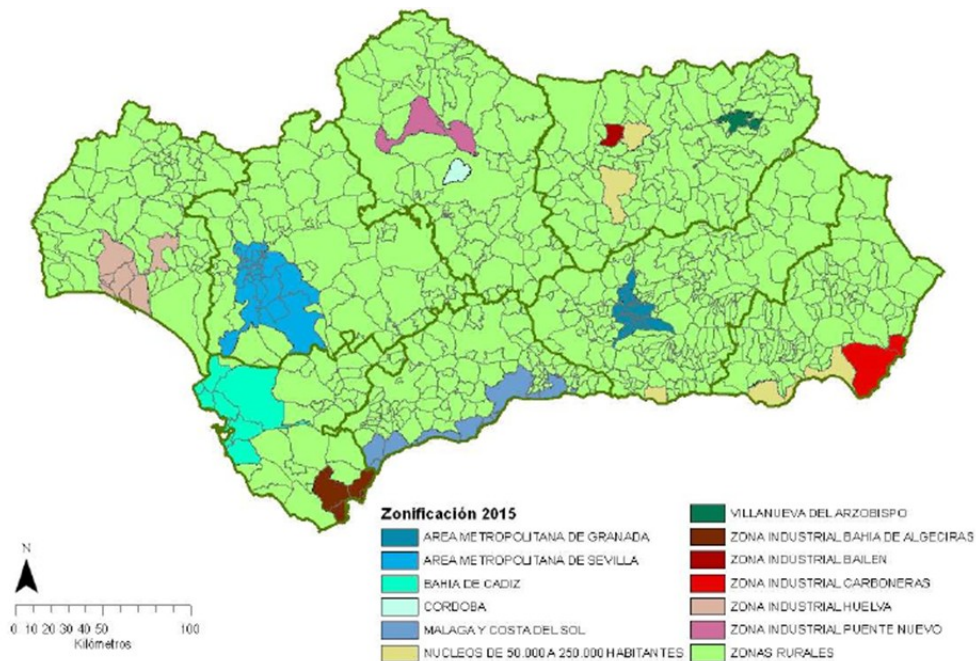 Zonificación 2015
AREA METROPOLITANA DE GRANADA
AREA METROPOLITANA DE SEVILLA
BAHIA DE CADIZ
CORDOBA
MALAGA Y COSTA DEL SOL
NUCLEOS DE 50.000 A 250.000 HABITANTES
VILLANUEVA DEL ARZOBISPO
ZONA INDUSTRIAL BAHIA DE ALGECIRAS
ZONA INDUSTRIAL BAILEN
ZONA INDUSTRIAL CARBONERAS
ZONA INDUSTRIAL HUELVA
ZONA INDUSTRIAL PUENTE NUEVO
ZONAS RURALES
N
0 10 20 30 40 50 100
Kilómetros